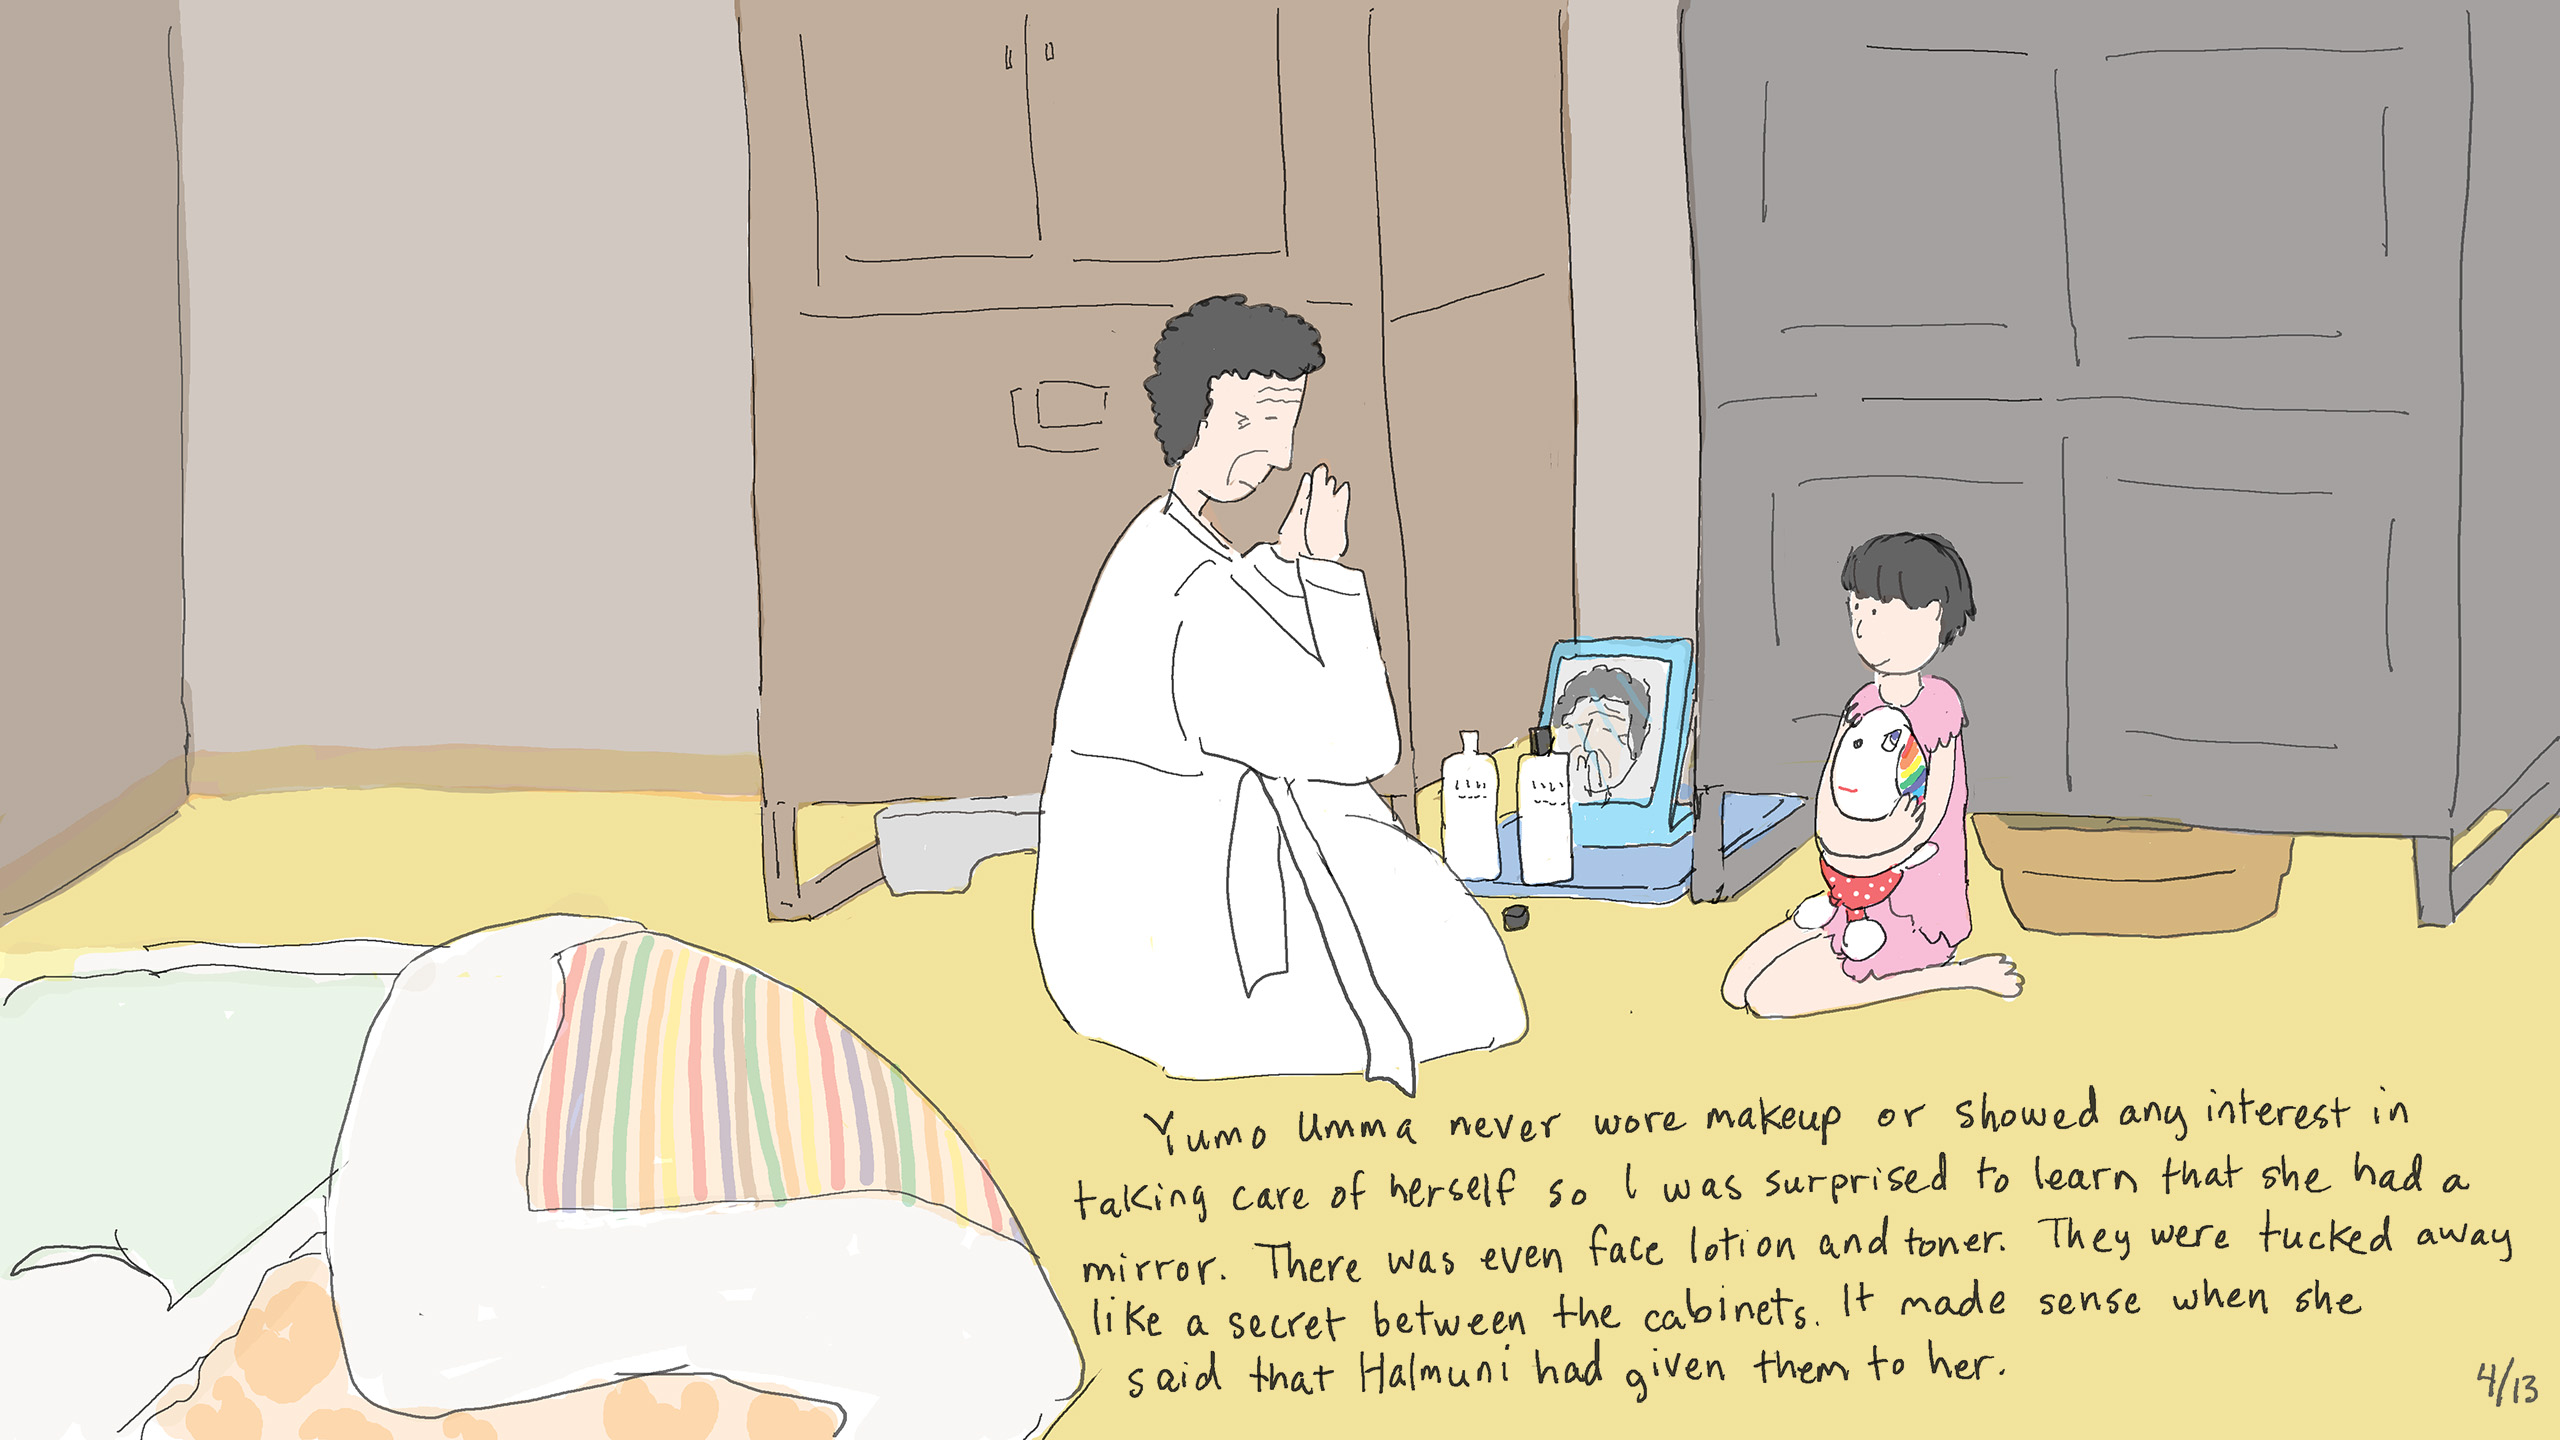 Yumo Umma never wore makeup or showed any interest in
taking care of herself so I was surprised to learn that she had a
mirror. There was even face lotion and toner. They were tucked away
like a secret between the cabinets. It made sense when she
said that Halmuni had given them to her.
4/13